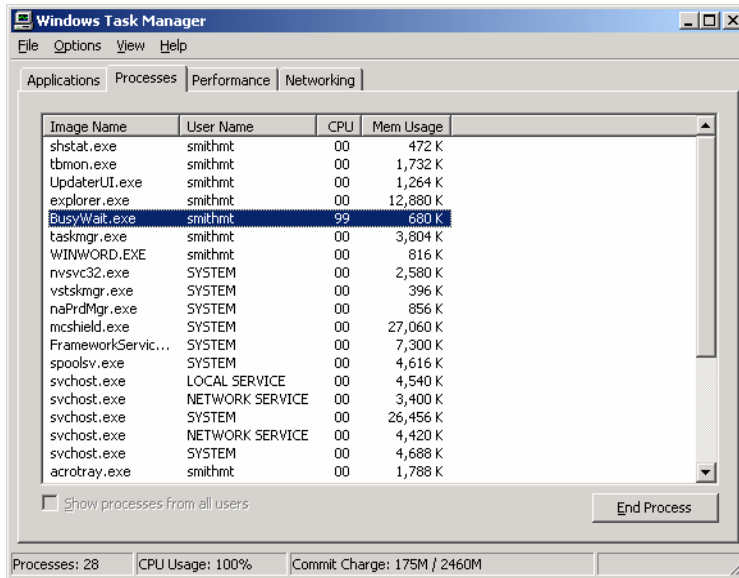 Windows Task Manager
File Options View Help
Applications Processes Performance Networking
Image Name User Name CPU Mem Usage
shstat.exe smithmt 00 472 K
tbmon.exe smithmt 00 1,732 K
UpdaterUI.exe smithmt 00 1,264 K
explorer.exe smithmt 00 12,880 K
BusyWait.exe smithmt 99 680 K
taskmgr.exe smithmt 00 3,804 K
WINWORD.EXE smithmt 00 816 K
nvsvc32.exe SYSTEM 00 2,580 K
vstskmgr.exe SYSTEM 00 396 K
naPrdMgr.exe SYSTEM 00 856 K
mcshield.exe SYSTEM 00 27,060 K
FrameworkServic... SYSTEM 00 7,300 K
spoolsv.exe SYSTEM 00 4,616 K
svchost.exe LOCAL SERVICE 00 4,540 K
svchost.exe NETWORK SERVICE 00 3,400 K
svchost.exe SYSTEM 00 26,456 K
svchost.exe NETWORK SERVICE 00 4,420 K
svchost.exe SYSTEM 00 4,688 K
acrotray.exe smithmt 00 1,788 K
Show processes from all users
End Process
Processes: 28 CPU Usage: 100% Commit Charge: 175M / 2460M